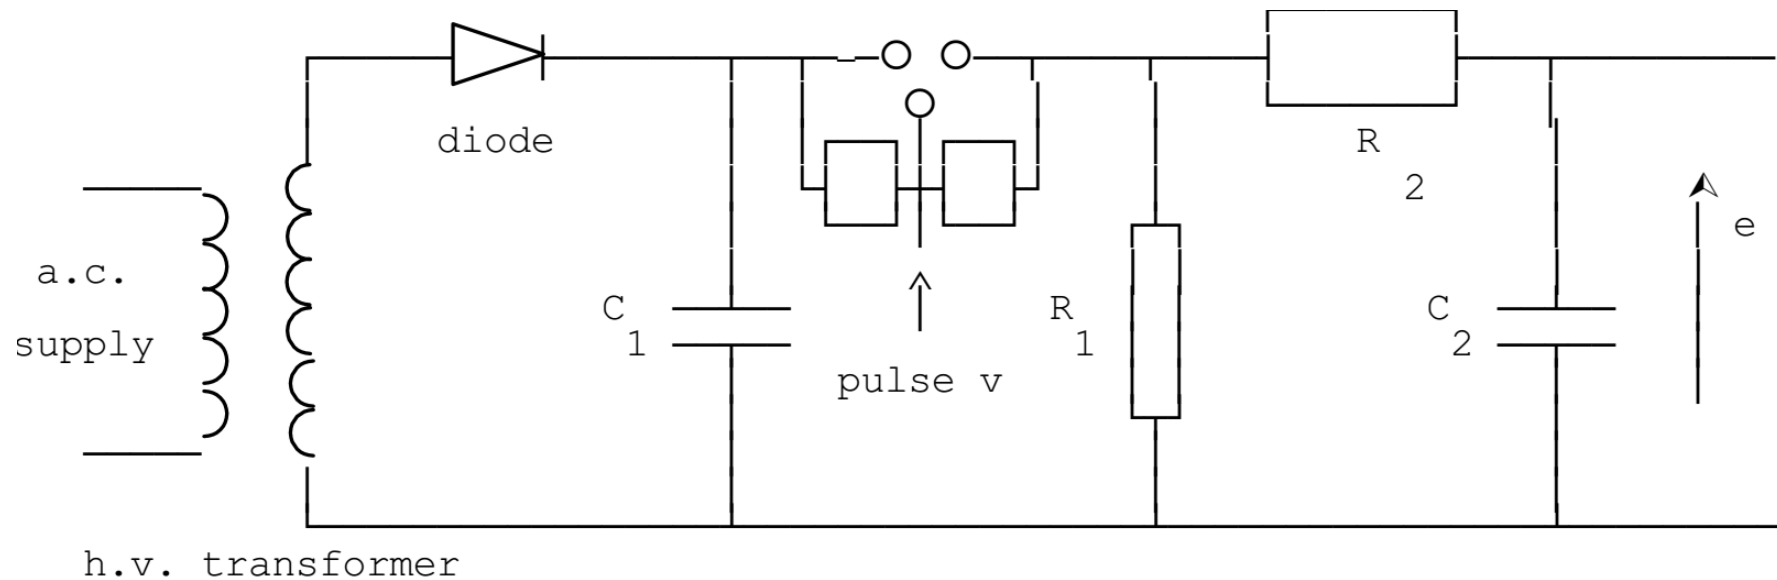 diode
R
2
e
a.c.
supply
C
1
R
1
C
2
pulse v
h.v. transformer